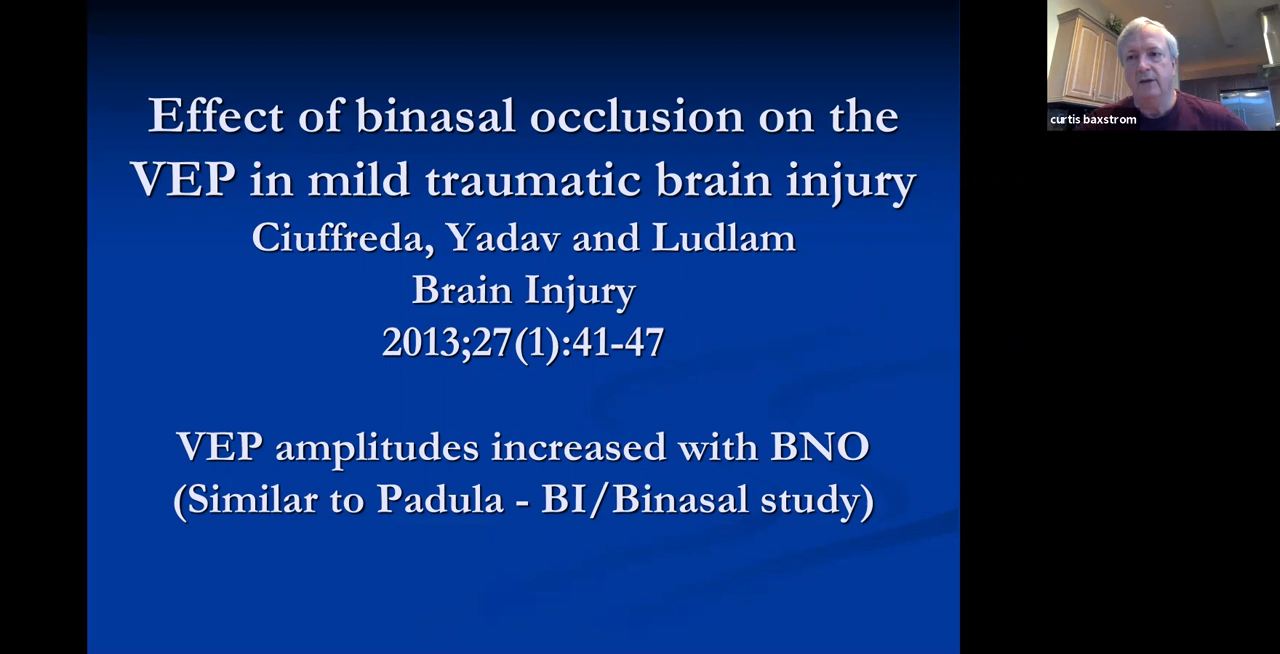 Effect of binasal occlusion on the
VEP in mild traumatic brain injury
Ciuffreda, Yadav and Ludlam
Brain Injury
2013;27(1):41-47
VEP amplitudes increased with BNO
(Similar to Padula - BI/Binasal study)
curtis baxstrom